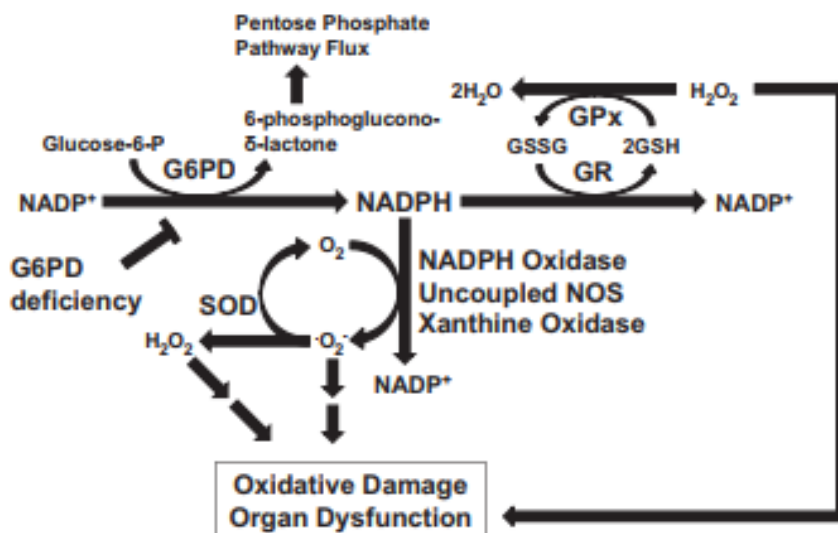 Pentose Phosphate
Pathway Flux
2H₂O
H₂O₂
GPx
6-phosphoglucono-
δ-lactone
Glucose-6-P
GSSG
2GSH
G6PD
GR
NADP⁺
NADPH
NADP⁺
G6PD
deficiency
O₂
SOD
NADPH Oxidase
Uncoupled NOS
Xanthine Oxidase
H₂O₂
·O₂⁻
NADP⁺
Oxidative Damage
Organ Dysfunction